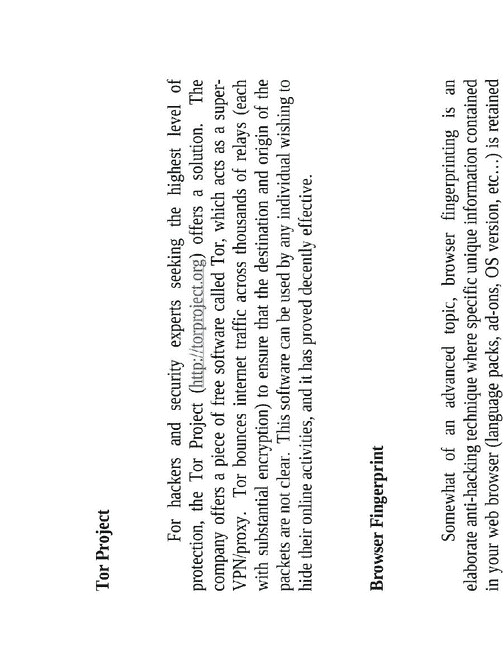 Tor Project
For hackers and security experts seeking the highest level of
protection, the Tor Project (http://torproject.org) offers a solution. The
company offers a piece of free software called Tor, which acts as a super-
VPN/proxy. Tor bounces internet traffic across thousands of relays (each
with substantial encryption) to ensure that the destination and origin of the
packets are not clear. This software can be used by any individual wishing to
hide their online activities, and it has proved decently effective.
Browser Fingerprint
Somewhat of an advanced topic, browser fingerprinting is an
elaborate anti-hacking technique where specific unique information contained
in your web browser (language packs, ad-ons, OS version, etc…) is retained